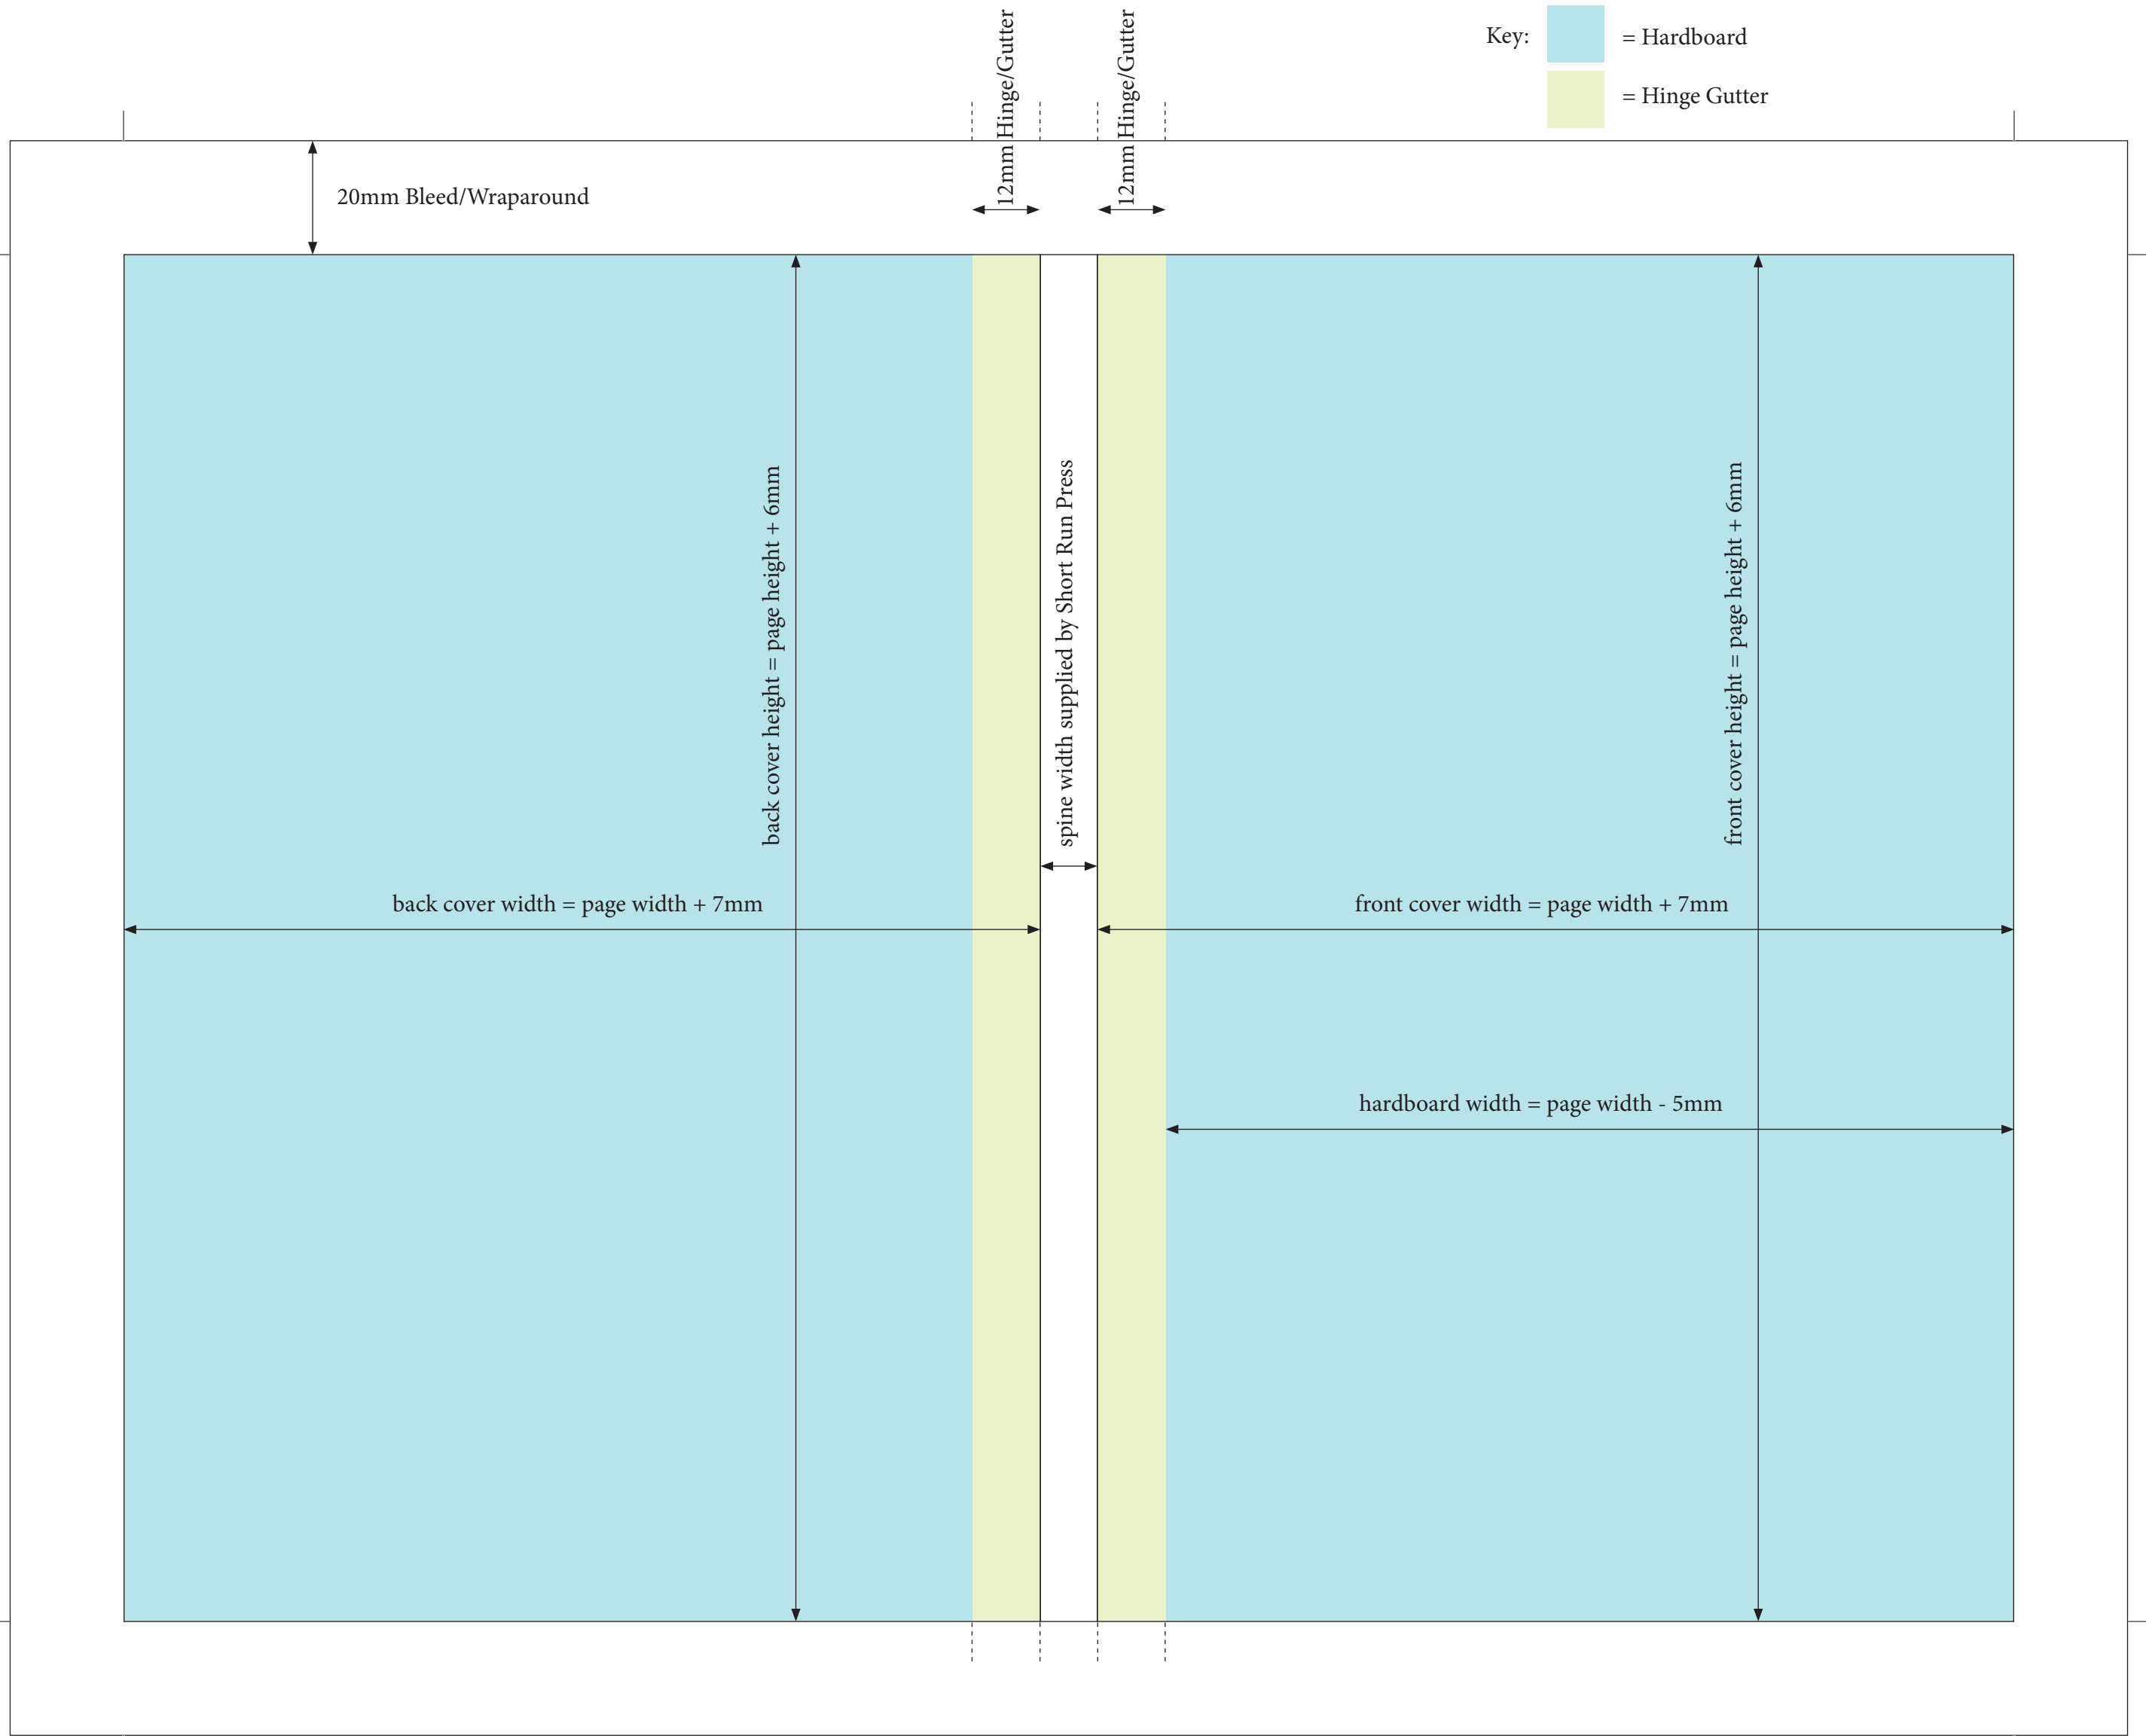 Key:
= Hardboard
= Hinge Gutter
12mm Hinge/Gutter
12mm Hinge/Gutter
20mm Bleed/Wraparound
back cover height = page height + 6mm
spine width supplied by Short Run Press
front cover height = page height + 6mm
back cover width = page width + 7mm
front cover width = page width + 7mm
hardboard width = page width - 5mm